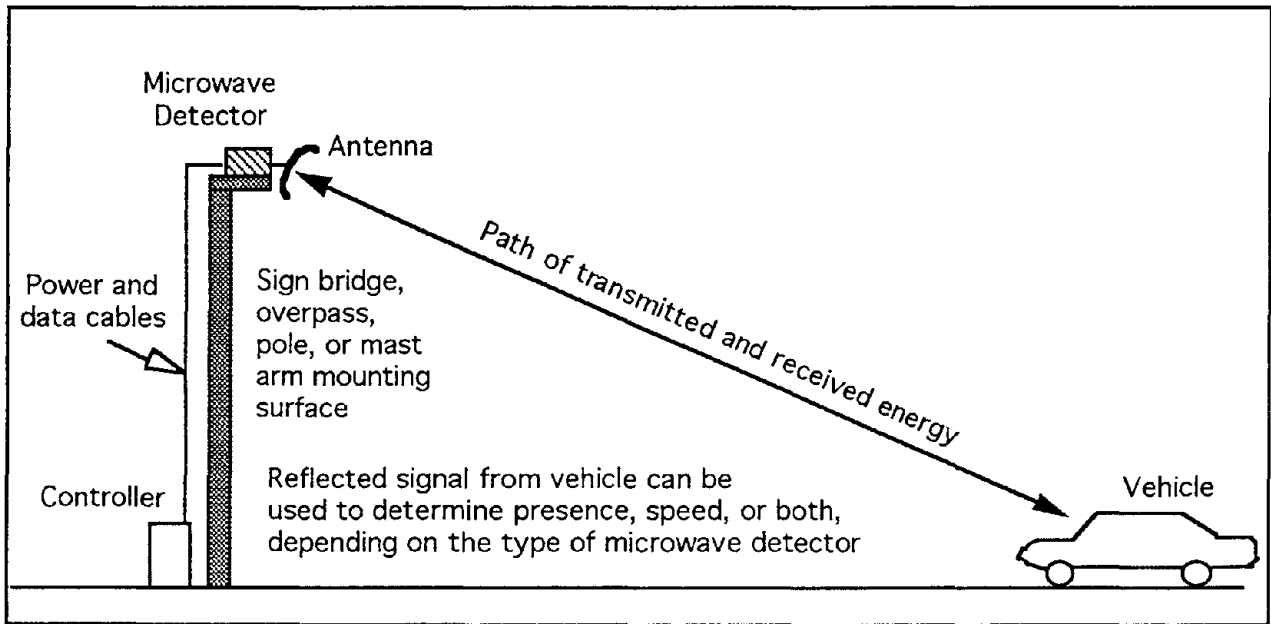 Microwave
Detector
Antenna
Path of transmitted and received energy
Power and
data cables
Sign bridge,
overpass,
pole, or mast
arm mounting
surface
Controller
Reflected signal from vehicle can be
used to determine presence, speed, or both,
depending on the type of microwave detector
Vehicle